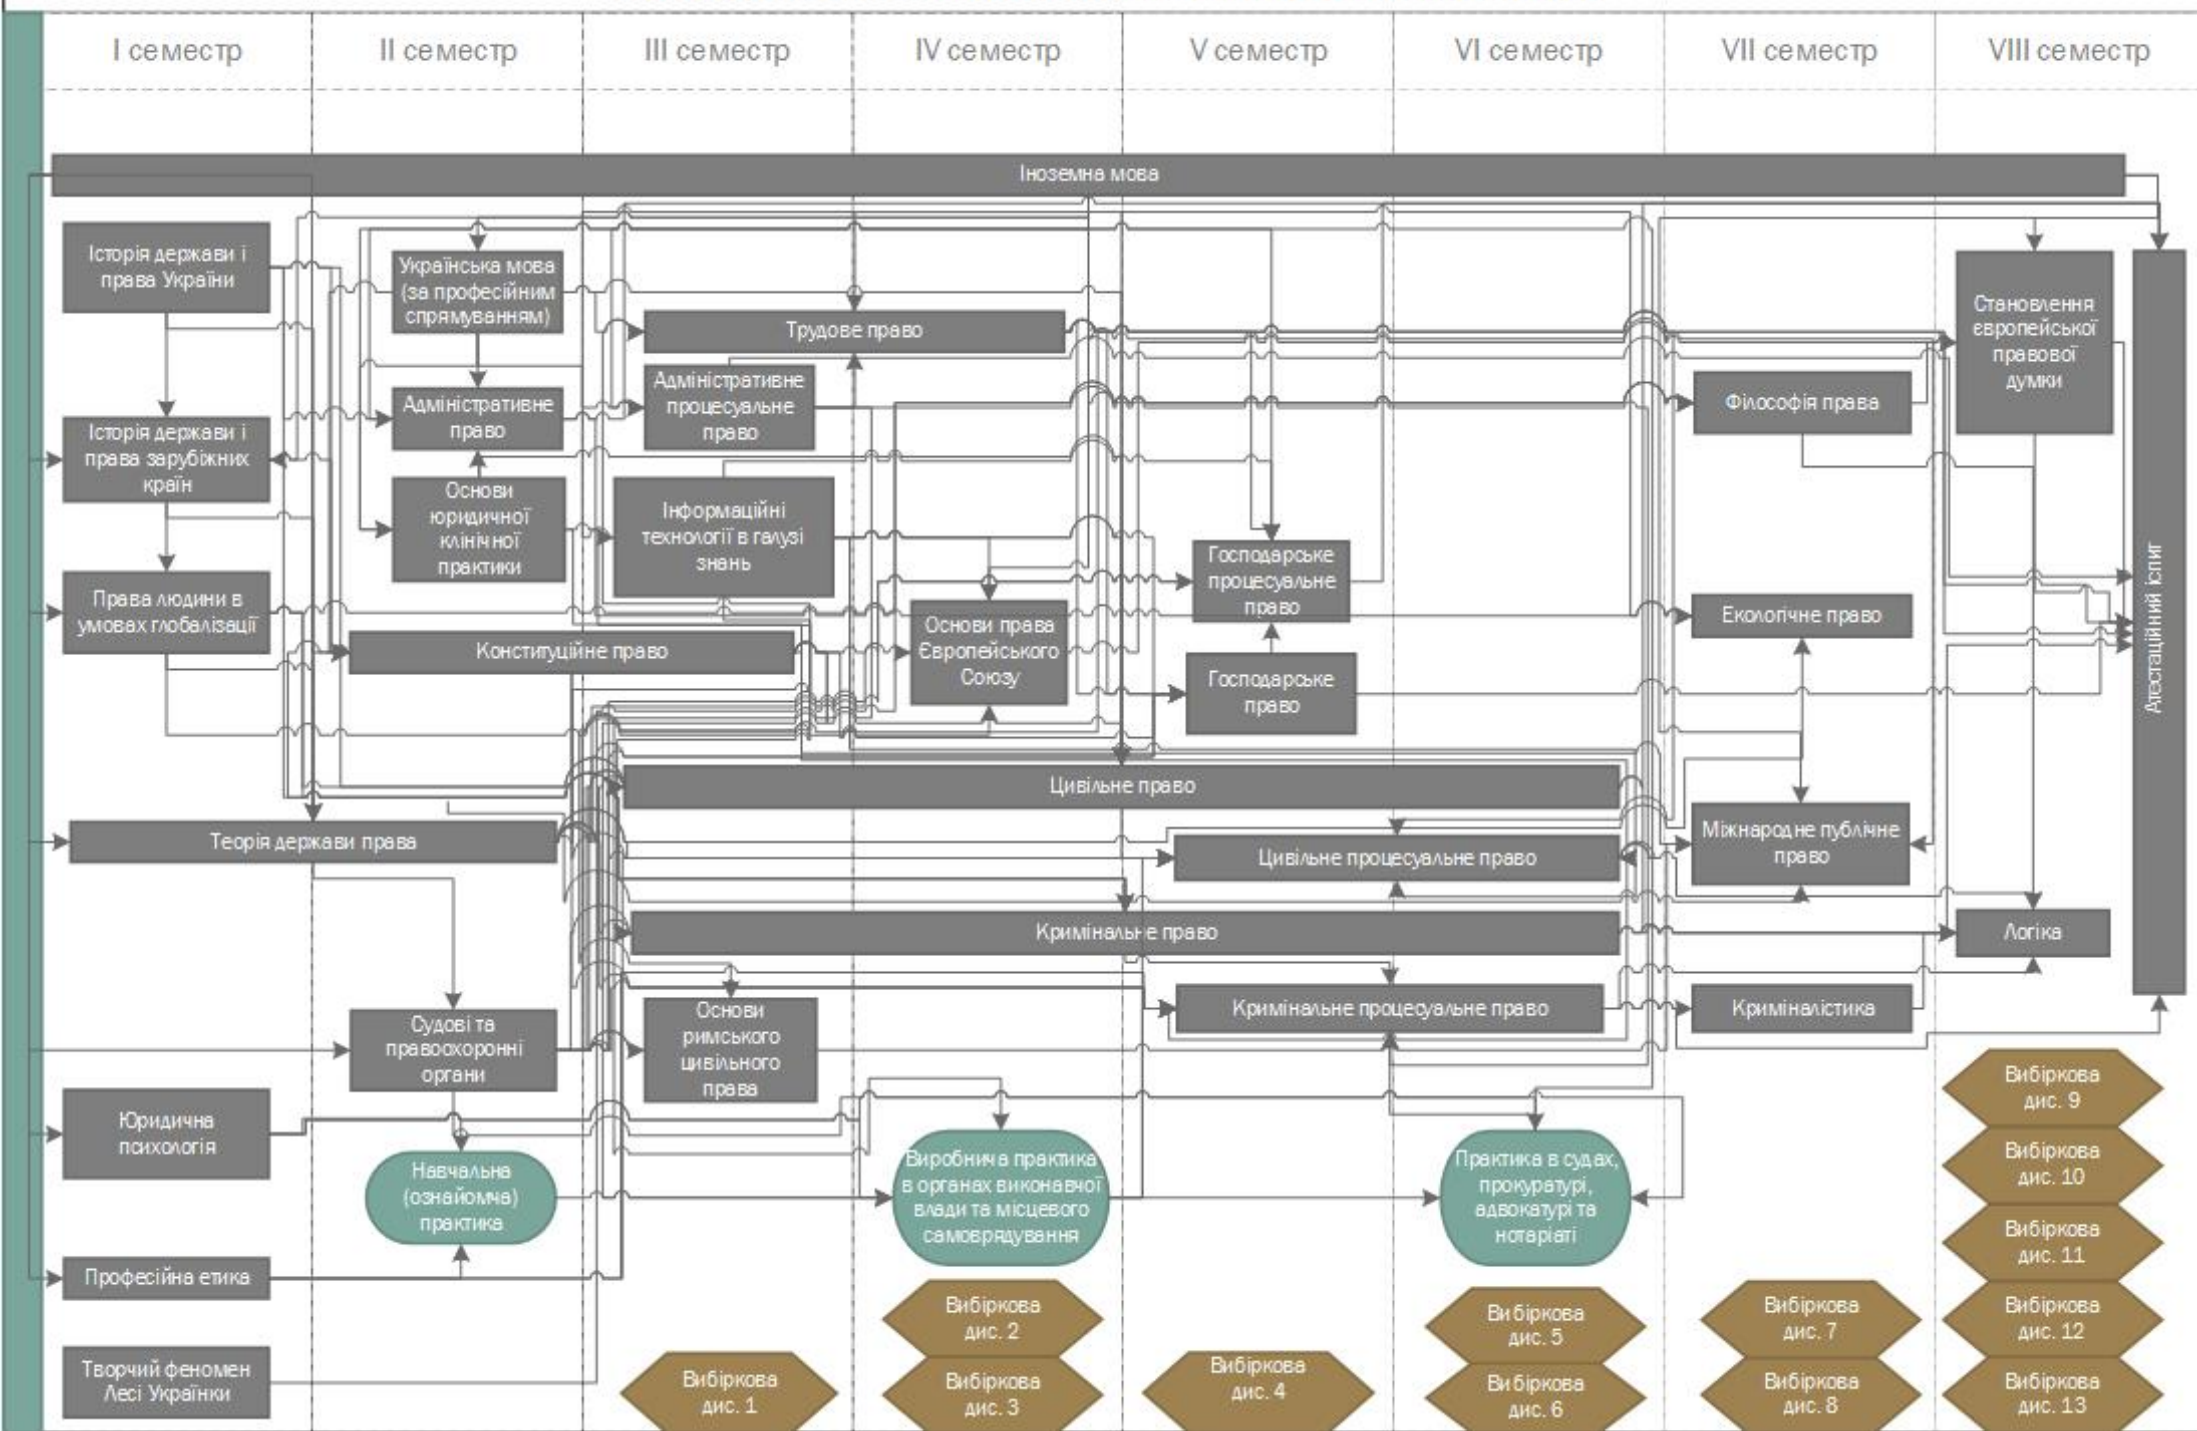 I семестр
II семестр
III семестр
IV семестр
V семестр
VI семестр
VII семестр
VIII семестр
Іноземна мова
Історія держави і
права України
Історія держави і
права зарубіжних
країн
Права людини в
умовах глобалізації
Теорія держави права
Юридична
психологія
Професійна етика
Творчий феномен
Лесі Українки
Українська мова
(за професійним
спрямуванням)
Адміністративне
право
Основи
юридичної
клінічної
практики
Конституційне право
Судові та
правоохоронні
органи
Навчальна
(ознайомча)
практика
Трудове право
Адміністративне
процесуальне
право
Інформаційні
технології в галузі
знань
Цивільне право
Кримінальне право
Основи
римського
цивільного
права
Вибіркова
дис. 1
Основи права
Європейського
Союзу
Виробнича практика
в органах виконавчої
влади та місцевого
самоврядування
Вибіркова
дис. 2
Вибіркова
дис. 3
Господарське
процесуальне
право
Господарське
право
Цивільне процесуальне право
Кримінальне процесуальне право
Вибіркова
дис. 4
Практика в судах,
прокуратурі,
адвокатурі та
нотаріаті
Вибіркова
дис. 5
Вибіркова
дис. 6
Філософія права
Екологічне право
Міжнародне публічне
право
Криміналістика
Вибіркова
дис. 7
Вибіркова
дис. 8
Становлення
європейської
правової
думки
Логіка
Атестаційний іспит
Вибіркова
дис. 9
Вибіркова
дис. 10
Вибіркова
дис. 11
Вибіркова
дис. 12
Вибіркова
дис. 13